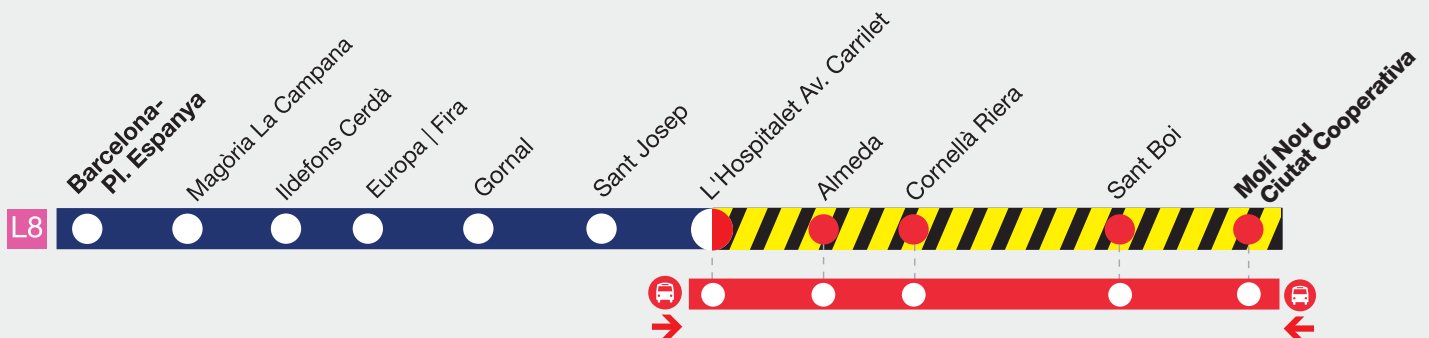 L8
Barcelona-
Pl. Espanya
Magòria La Campana
Ildefons Cerdà
Europa | Fira
Gornal
Sant Josep
L'Hospitalet Av. Carrilet
Almeda
Cornellà Riera
Sant Boi
Molí Nou
Ciutat Cooperativa